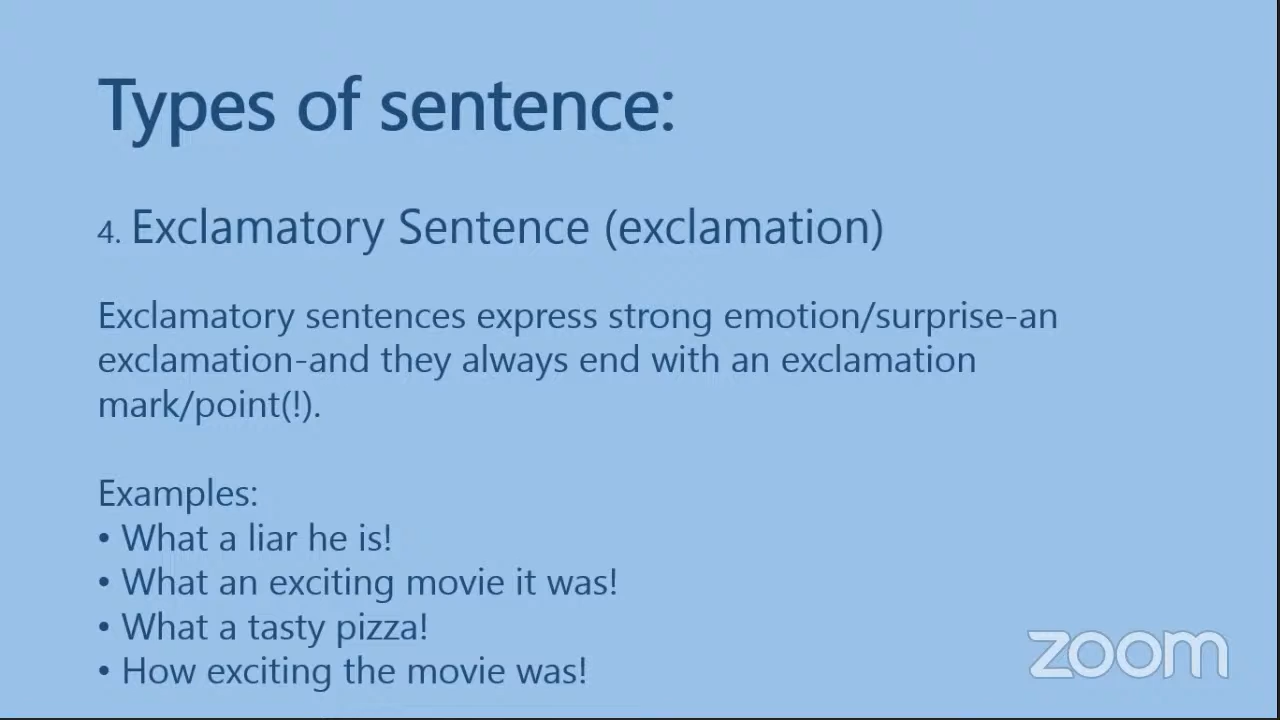 Types of sentence:
4. Exclamatory Sentence (exclamation)
Exclamatory sentences express strong emotion/surprise-an
exclamation-and they always end with an exclamation
mark/point(!).
Examples:
• What a liar he is!
• What an exciting movie it was!
• What a tasty pizza!
• How exciting the movie was!
zoom